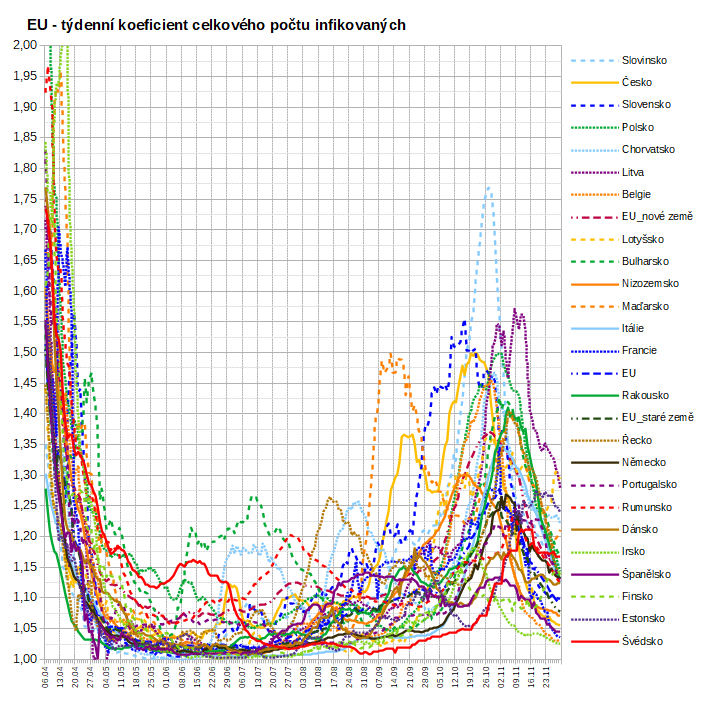 EU - týdenní koeficient celkového počtu infikovaných
2,00
1,95
1,90
1,85
1,80
1,75
1,70
1,65
1,60
1,55
1,50
1,45
1,40
1,35
1,30
1,25
1,20
1,15
1,10
1,05
1,00
06.04
13.04
20.04
27.04
04.05
11.05
18.05
25.05
01.06
08.06
15.06
22.06
29.06
06.07
13.07
20.07
27.07
03.08
10.08
17.08
24.08
31.08
07.09
14.09
21.09
28.09
05.10
12.10
19.10
26.10
02.11
09.11
16.11
23.11
Slovinsko
Česko
Slovensko
Polsko
Chorvatsko
Litva
Belgie
EU_nové země
Lotyšsko
Bulharsko
Nizozemsko
Maďarsko
Itálie
Francie
EU
Rakousko
EU_staré země
Řecko
Německo
Portugalsko
Rumunsko
Dánsko
Irsko
Španělsko
Finsko
Estonsko
Švédsko